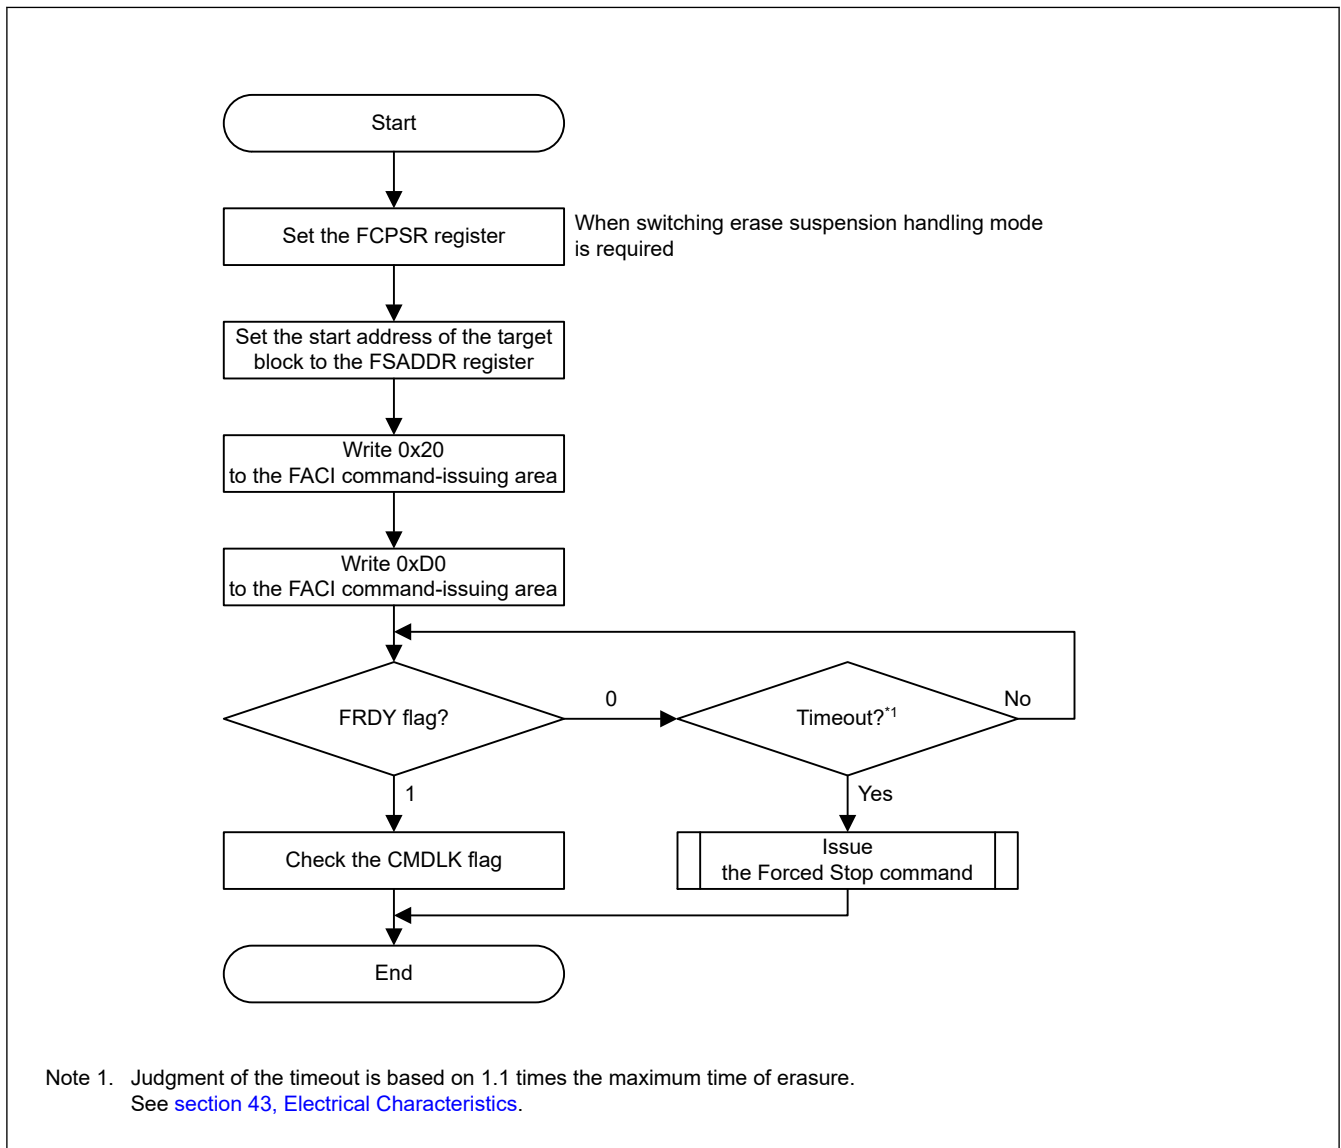 Start
Set the FCPSR register
When switching erase suspension handling mode
is required
Set the start address of the target
block to the FSADDR register
Write 0x20
to the FACI command-issuing area
Write 0xD0
to the FACI command-issuing area
FRDY flag?
0
Timeout?*1
No
1
Yes
Check the CMDLK flag
Issue
the Forced Stop command
End
Note 1. Judgment of the timeout is based on 1.1 times the maximum time of erasure.
See section 43, Electrical Characteristics.